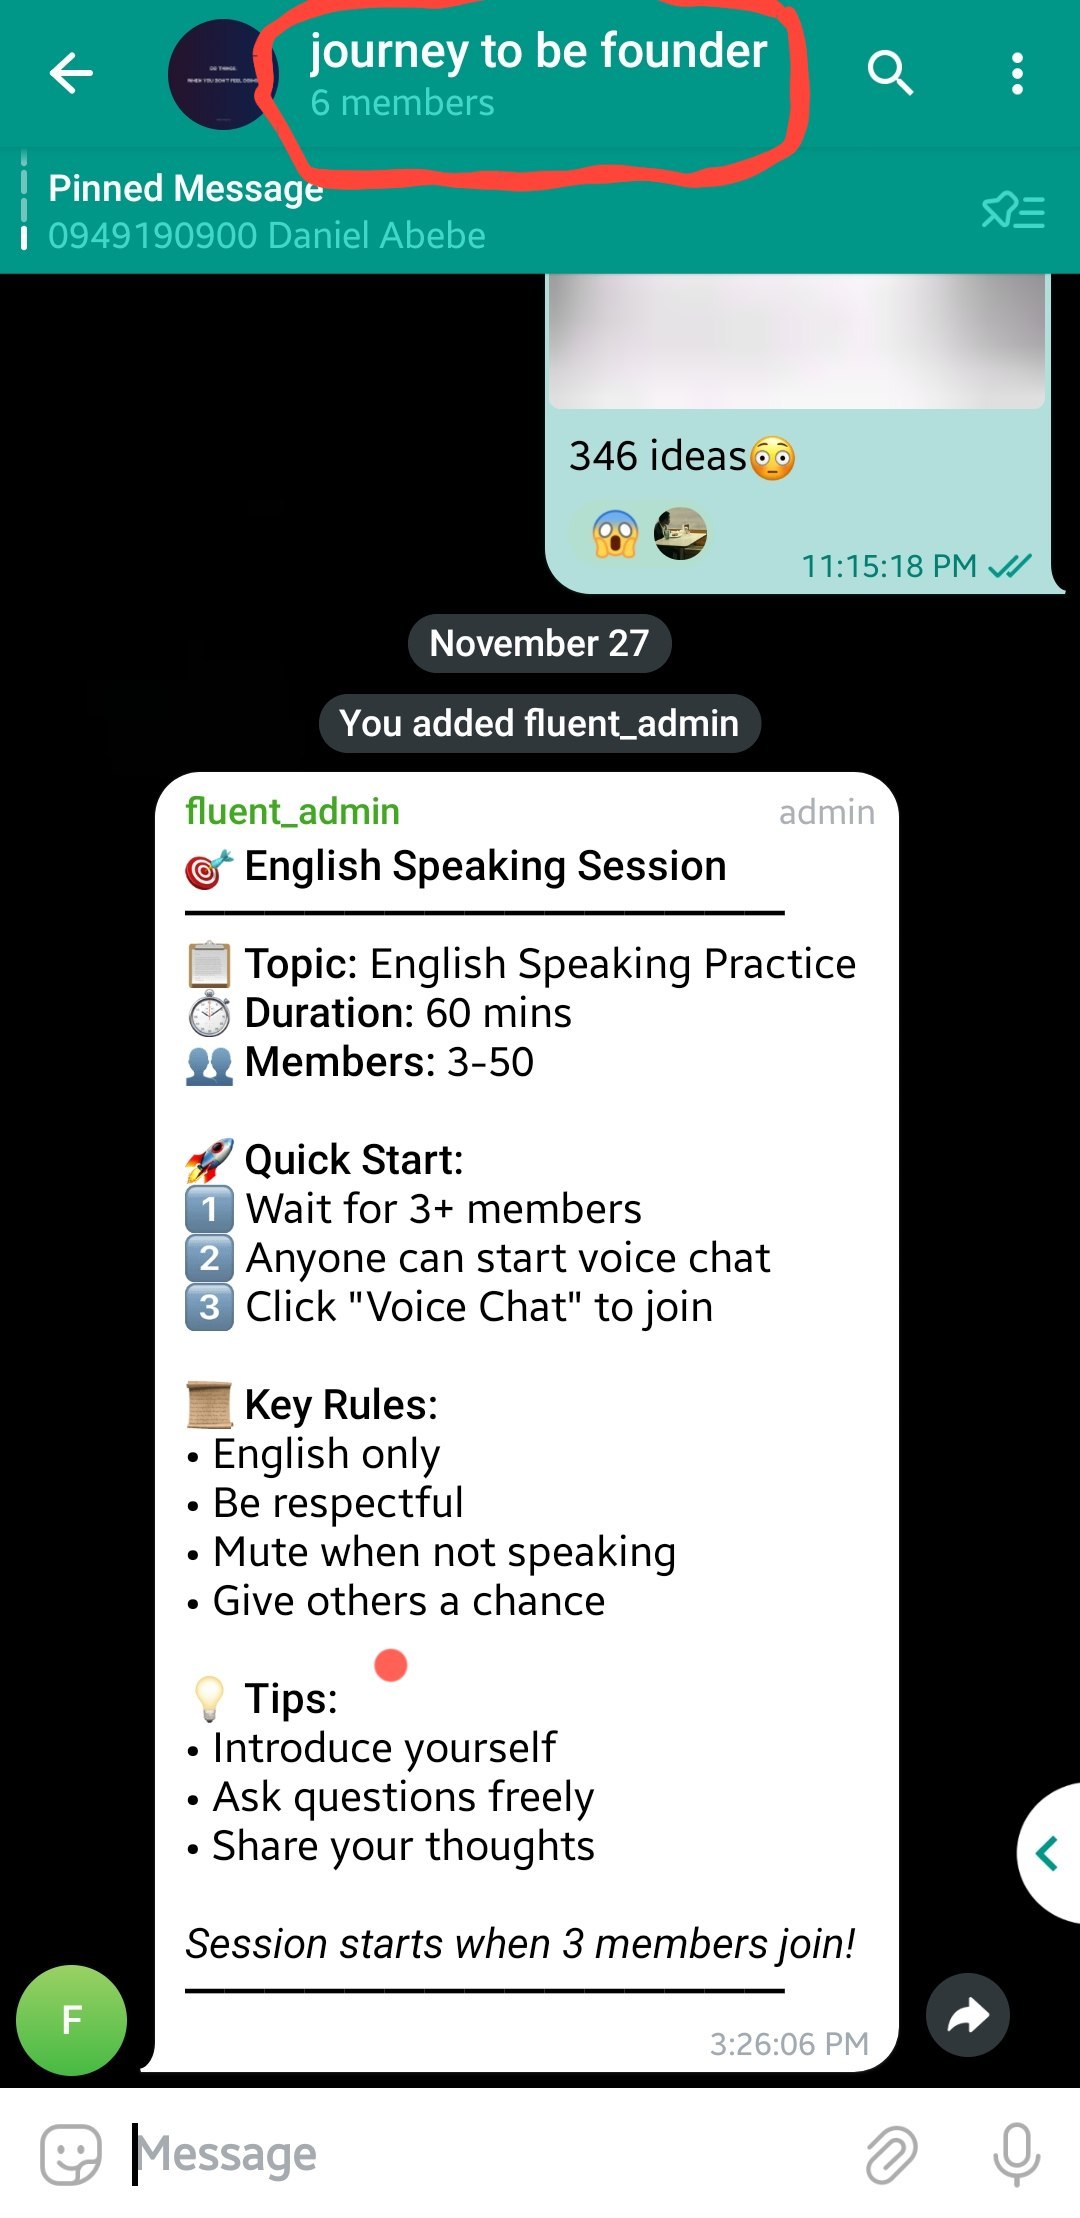 journey to be founder
6 members
Pinned Message
0949190900 Daniel Abebe
346 ideas😳
11:15:18 PM
November 27
You added fluent_admin
fluent_admin admin
🎯 English Speaking Session
📋 Topic: English Speaking Practice
⏱ Duration: 60 mins
👥 Members: 3-50
🚀 Quick Start:
1️⃣ Wait for 3+ members
2️⃣ Anyone can start voice chat
3️⃣ Click "Voice Chat" to join
📜 Key Rules:
• English only
• Be respectful
• Mute when not speaking
• Give others a chance
💡 Tips:
• Introduce yourself
• Ask questions freely
• Share your thoughts
Session starts when 3 members join!
F
3:26:06 PM
Message